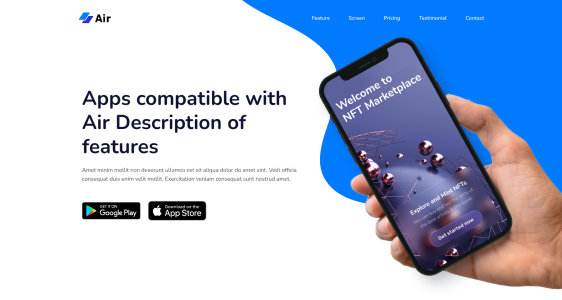 Air
Feature
Screen
Pricing
Testimonial
Contact
Apps compatible with
Air Description of
features
Amet minim mollit non deserunt ullamco est sit aliqua dolor do amet sint. Velit officia
consequat duis enim velit mollit. Exercitation veniam consequat sunt nostrud amet.
GET IT ON
Google Play
Download on the
App Store
Welcome to
NFT Marketplace
Explore and Mint NFTs
Get started now